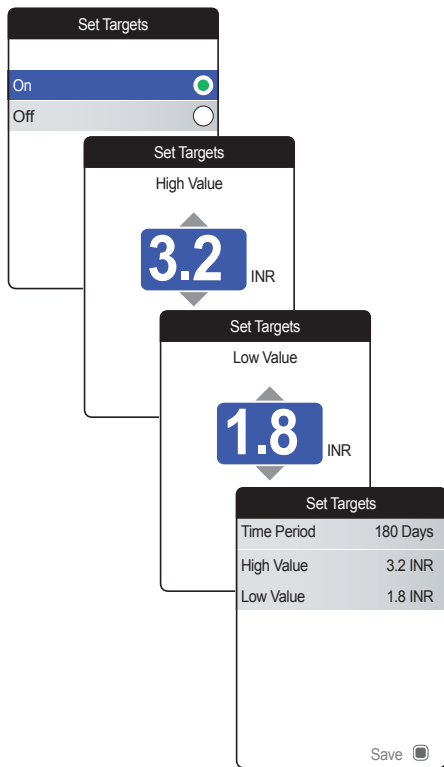 Set Targets
On
Off
Set Targets
High Value
3.2 INR
Set Targets
Low Value
1.8 INR
Set Targets
Time Period 180 Days
High Value 3.2 INR
Low Value 1.8 INR
Save